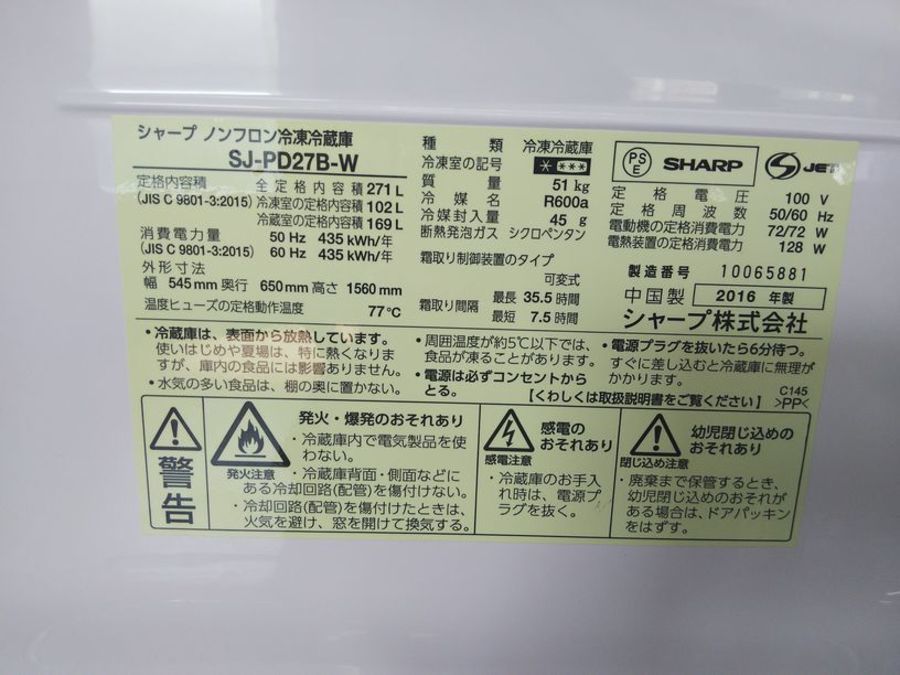 シャープ ノンフロン冷凍冷蔵庫
SJ-PD27B-W
定格内容積
(JIS C 9801-3:2015)
全定格内容積 271 L
冷凍室の定格内容積 102 L
冷蔵室の定格内容積 169 L
消費電力量
(JIS C 9801-3:2015)
50 Hz 435 kWh/年
60 Hz 435 kWh/年
外形寸法
幅 545mm 奥行 650mm 高さ 1560mm
温度ヒューズの定格動作温度 77℃
種類 冷凍冷蔵庫
冷凍室の記号
質量 51 kg
冷媒名 R600a
冷媒封入量 45 g
断熱発泡ガス シクロペンタン
霜取り制御装置のタイプ
可変式
霜取り間隔
最長 35.5 時間
最短 7.5 時間
PS
E
SHARP
JET
定格電圧 100 V
定格周波数 50/60 Hz
電動機の定格消費電力 72/72 W
電熱装置の定格消費電力 128 W
製造番号 10065881
中国製 2016 年製
シャープ株式会社
・冷蔵庫は、表面から放熱しています。
使いはじめや夏場は、特に熱くなりま
すが、庫内の食品には影響ありません。
・水気の多い食品は、棚の奥に置かない。
・周囲温度が約5℃以下では、
食品が凍ることがあります。
・電源は必ずコンセントから
とる。
・電源プラグを抜いたら6分待つ。
すぐに差し込むと冷蔵庫に無理が
かかります。
【くわしくは取扱説明書をご覧ください】
C145
>PP<
警告
発火注意
発火・爆発のおそれあり
・冷蔵庫内で電気製品を使
わない。
・冷蔵庫背面・側面などに
ある冷却回路(配管)を傷付けない。
・冷却回路(配管)を傷付けたときは、
火気を避け、窓を開けて換気する。
感電注意
感電の
おそれあり
・冷蔵庫のお手入
れ時は、電源プ
ラグを抜く。
閉じ込め注意
幼児閉じ込めの
おそれあり
・廃棄まで保管するとき、
幼児閉じ込めのおそれが
ある場合は、ドアパッキン
をはずす。